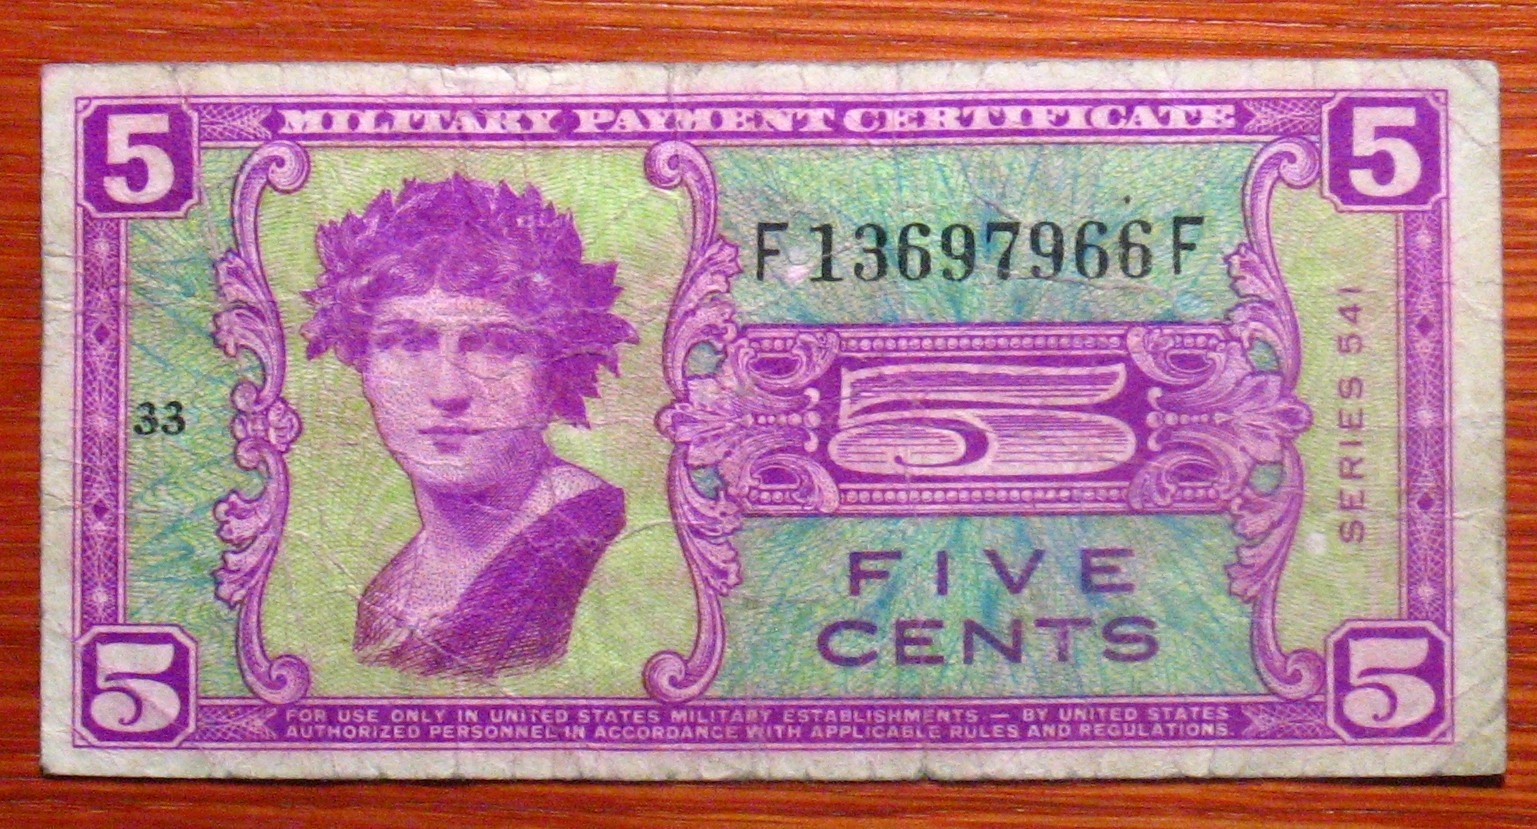 5 MILITARY PAYMENT CERTIFICATE 5
F13697966F
33
5
SERIES 541
FIVE
CENTS
5 5
FOR USE ONLY IN UNITED STATES MILITARY ESTABLISHMENTS — BY UNITED STATES
AUTHORIZED PERSONNEL IN ACCORDANCE WITH APPLICABLE RULES AND REGULATIONS.